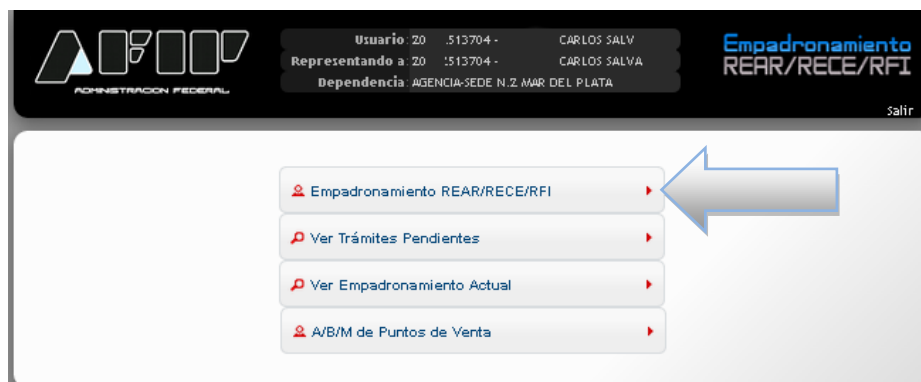 AFIP
ADMINISTRACION FEDERAL
Usuario: 20 .513704 - CARLOS SALV
Representando a: 20 :513704 - CARLOS SALVA
Dependencia: AGENCIA-SEDE N.2 MAR DEL PLATA
Empadronamiento
REAR/RECE/RFI
Salir
Empadronamiento REAR/RECE/RFI
Ver Trámites Pendientes
Ver Empadronamiento Actual
A/B/M de Puntos de Venta